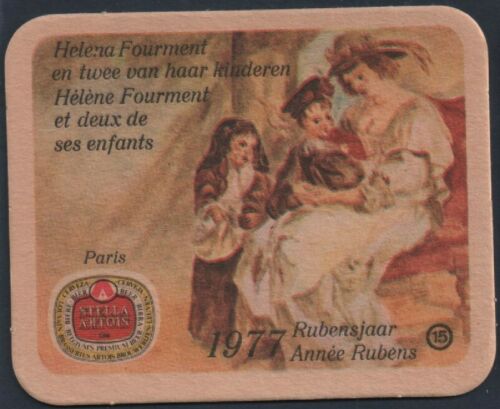 Helena Fourment
en twee van haar kinderen
Hélène Fourment
et deux de
ses enfants
Paris
STELLA
ARTOIS
1977
Rubensjaar
Année Rubens
15